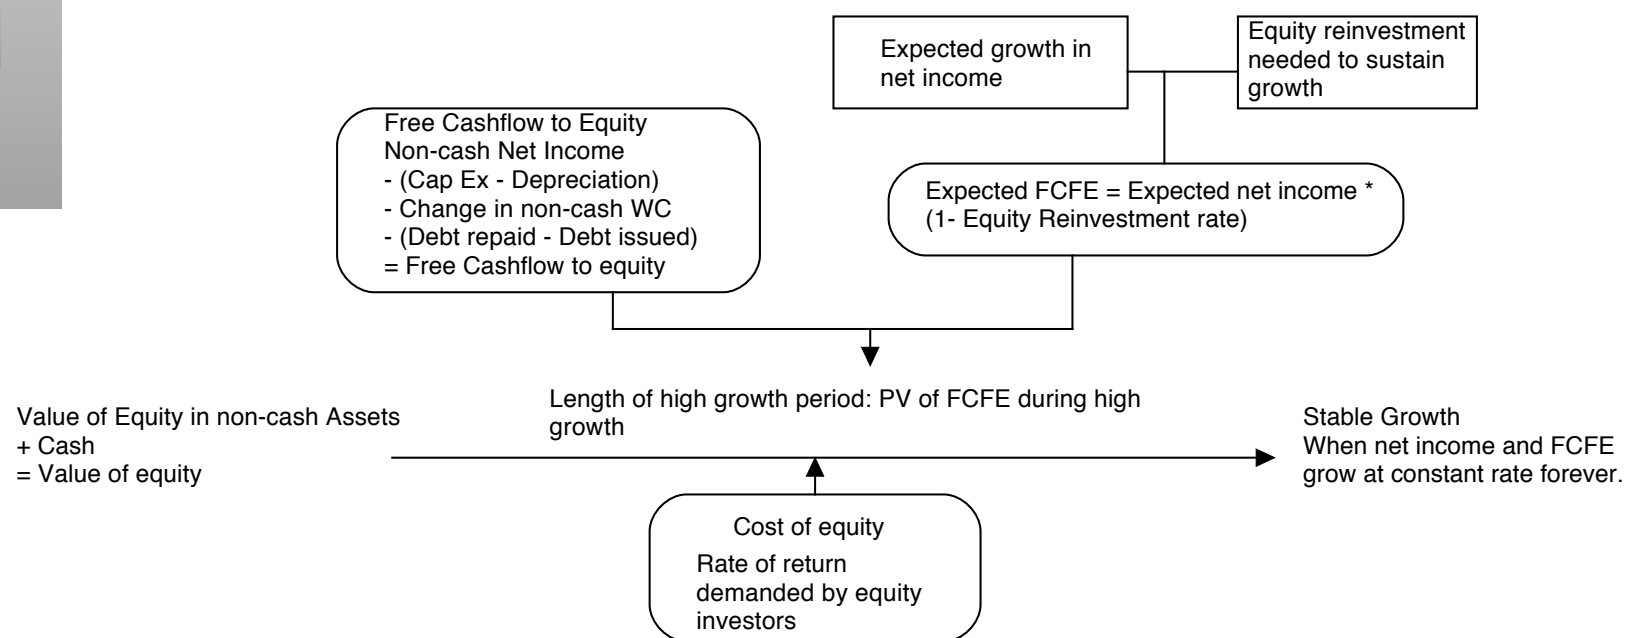 Expected growth in
net income
Equity reinvestment
needed to sustain
growth
Free Cashflow to Equity
Non-cash Net Income
- (Cap Ex - Depreciation)
- Change in non-cash WC
- (Debt repaid - Debt issued)
= Free Cashflow to equity
Expected FCFE = Expected net income *
(1- Equity Reinvestment rate)
Value of Equity in non-cash Assets
+ Cash
= Value of equity
Length of high growth period: PV of FCFE during high
growth
Stable Growth
When net income and FCFE
grow at constant rate forever.
Cost of equity
Rate of return
demanded by equity
investors